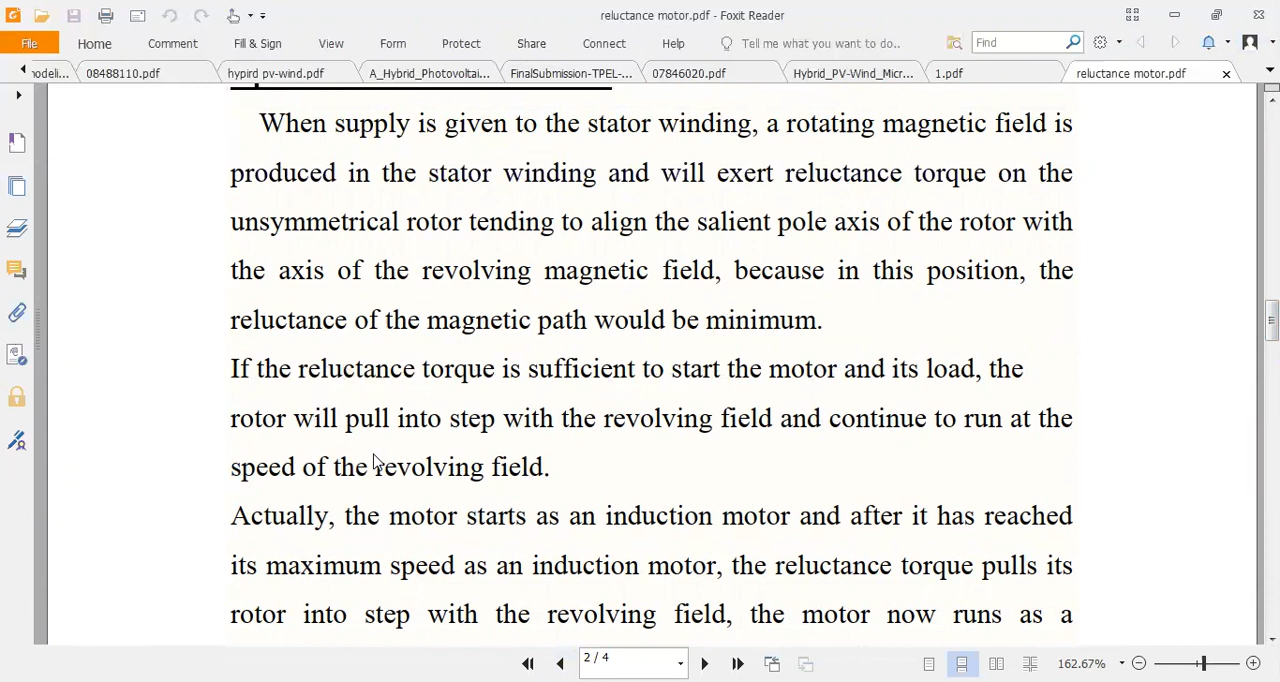 reluctance motor.pdf - Foxit Reader
File Home Comment Fill & Sign View Form Protect Share Connect Help Tell me what you want to do.. Find
nodeli... 08488110.pdf hypird pv-wind.pdf A_Hybrid_Photovoltai... FinalSubmission-TPEL-... 07846020.pdf Hybrid_PV-Wind_Micr... 1.pdf reluctance motor.pdf
When supply is given to the stator winding, a rotating magnetic field is
produced in the stator winding and will exert reluctance torque on the
unsymmetrical rotor tending to align the salient pole axis of the rotor with
the axis of the revolving magnetic field, because in this position, the
reluctance of the magnetic path would be minimum.
If the reluctance torque is sufficient to start the motor and its load, the
rotor will pull into step with the revolving field and continue to run at the
speed of the revolving field.
Actually, the motor starts as an induction motor and after it has reached
its maximum speed as an induction motor, the reluctance torque pulls its
rotor into step with the revolving field, the motor now runs as a
2 / 4 162.67%